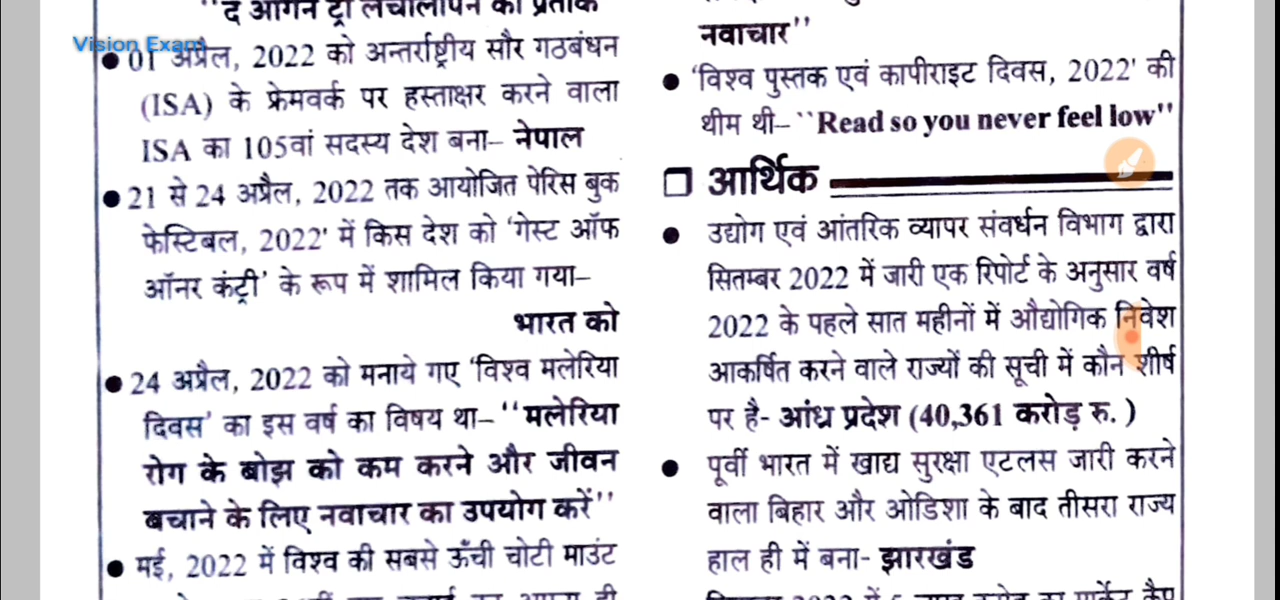 Vision Exam
"द आर्गन ट्री
● 01 अप्रैल, 2022 को अन्तर्राष्ट्रीय सौर गठबंधन
(ISA) के फ्रेमवर्क पर हस्ताक्षर करने वाला
ISA का 105वां सदस्य देश बना– नेपाल
● 21 से 24 अप्रैल, 2022 तक आयोजित पेरिस बुक
फेस्टिबल, 2022' में किस देश को 'गेस्ट ऑफ
ऑनर कंट्री' के रूप में शामिल किया गया–
भारत को
● 24 अप्रैल, 2022 को मनाये गए 'विश्व मलेरिया
दिवस' का इस वर्ष का विषय था– "मलेरिया
रोग के बोझ को कम करने और जीवन
बचाने के लिए नवाचार का उपयोग करें"
● मई, 2022 में विश्व की सबसे ऊँची चोटी माउंट
नवाचार"
● 'विश्व पुस्तक एवं कापीराइट दिवस, 2022' की
थीम थी– "Read so you never feel low"
❑ आर्थिक
● उद्योग एवं आंतरिक व्यापर संवर्धन विभाग द्वारा
सितम्बर 2022 में जारी एक रिपोर्ट के अनुसार वर्ष
2022 के पहले सात महीनों में औद्योगिक निवेश
आकर्षित करने वाले राज्यों की सूची में कौन शीर्ष
पर है- आंध्र प्रदेश (40,361 करोड़ रु. )
● पूर्वी भारत में खाद्य सुरक्षा एटलस जारी करने
वाला बिहार और ओडिशा के बाद तीसरा राज्य
हाल ही में बना- झारखंड